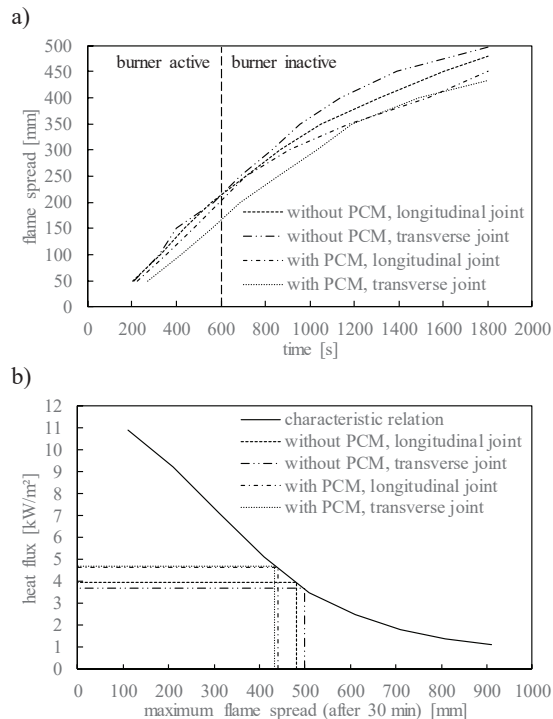 a)
500
450
400
350
300
250
200
150
100
50
0
flame spread [mm]
burner active
burner inactive
without PCM, longitudinal joint
without PCM, transverse joint
with PCM, longitudinal joint
with PCM, transverse joint
0 200 400 600 800 1000 1200 1400 1600 1800 2000
time [s]
b)
12
11
10
9
8
7
6
5
4
3
2
1
0
heat flux [kW/m²]
characteristic relation
without PCM, longitudinal joint
without PCM, transverse joint
with PCM, longitudinal joint
with PCM, transverse joint
0 100 200 300 400 500 600 700 800 900 1000
maximum flame spread (after 30 min) [mm]